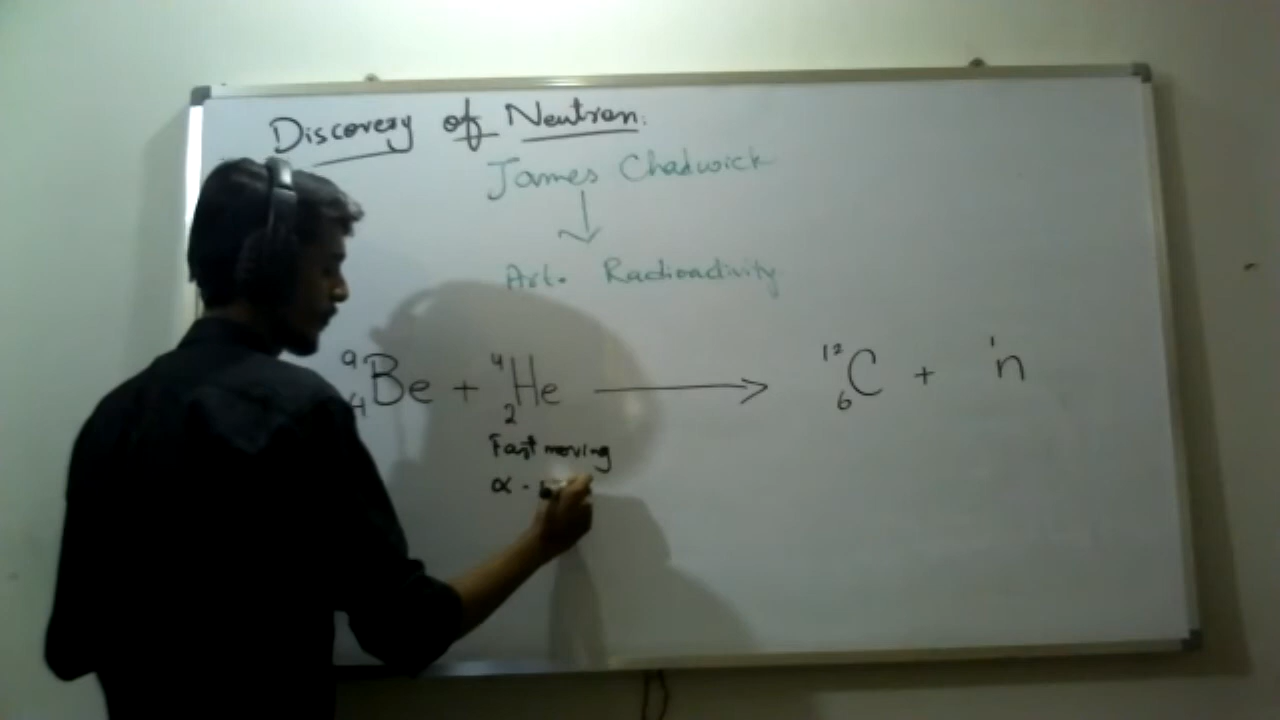 Discovery of Neutron.
James Chadwick
Art. Radioactivity
⁹₄Be + ⁴₂He ⟶ ¹²₆C + ¹n
Fast moving
α -